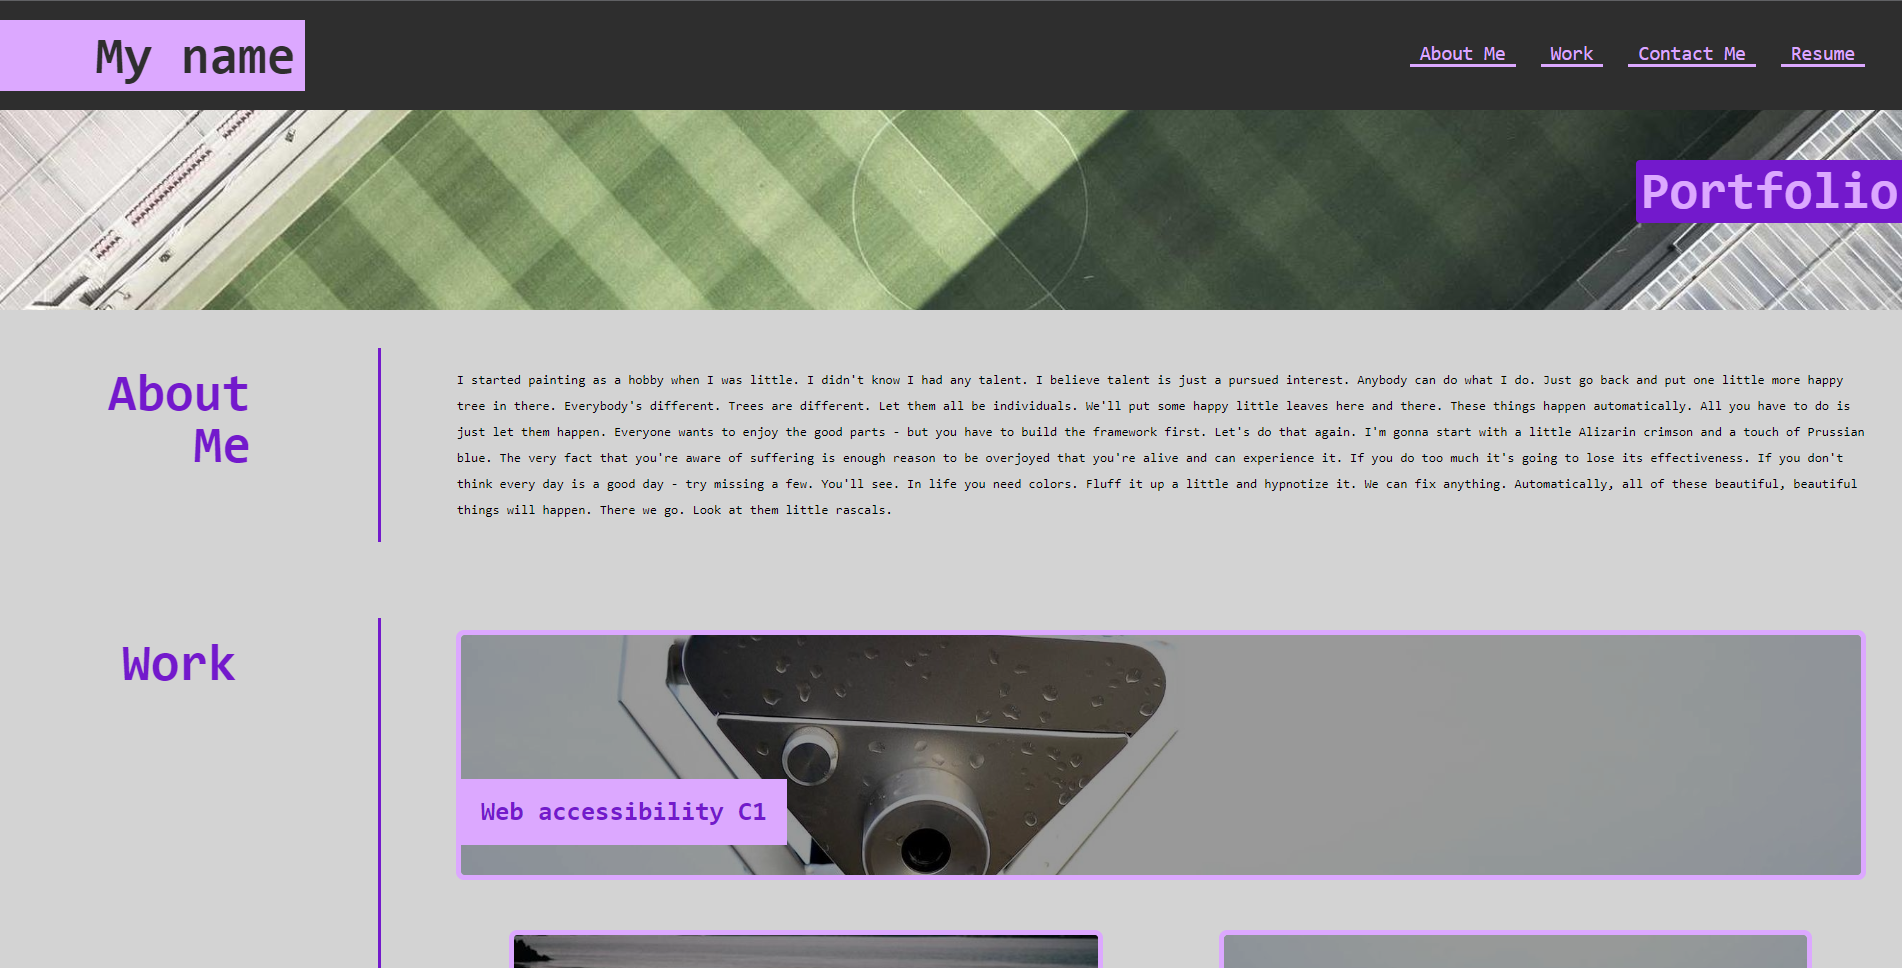 My name
About Me
Work
Contact Me
Resume
Portfolio
About
Me
I started painting as a hobby when I was little. I didn't know I had any talent. I believe talent is just a pursued interest. Anybody can do what I do. Just go back and put one little more happy
tree in there. Everybody's different. Trees are different. Let them all be individuals. We'll put some happy little leaves here and there. These things happen automatically. All you have to do is
just let them happen. Everyone wants to enjoy the good parts - but you have to build the framework first. Let's do that again. I'm gonna start with a little Alizarin crimson and a touch of Prussian
blue. The very fact that you're aware of suffering is enough reason to be overjoyed that you're alive and can experience it. If you do too much it's going to lose its effectiveness. If you don't
think every day is a good day - try missing a few. You'll see. In life you need colors. Fluff it up a little and hypnotize it. We can fix anything. Automatically, all of these beautiful, beautiful
things will happen. There we go. Look at them little rascals.
Work
Web accessibility C1